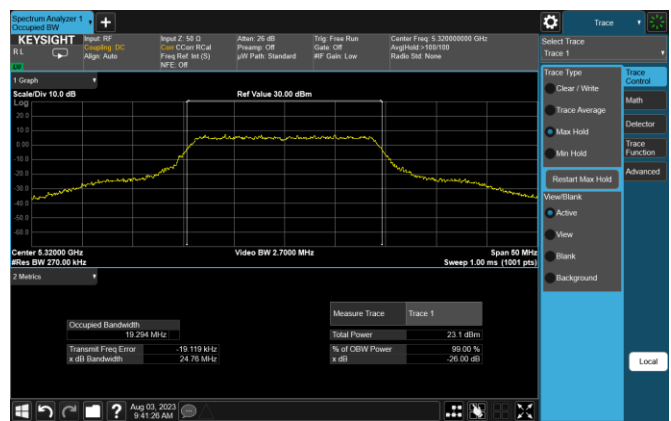 Spectrum Analyzer 1
Occupied BW
Trace
KEYSIGHT
Input: RF
Input Z: 50 Ω
Atten: 26 dB
Trig: Free Run
Center Freq: 5.320000000 GHz
R L
Coupling: DC
Corr CCorr RCal
Preamp: Off
Gate: Off
Avg|Hold:>100/100
Align: Auto
Freq Ref: Int (S)
µW Path: Standard
#IF Gain: Low
Radio Std: None
NFE: Off
Select Trace
Trace 1
1 Graph
Scale/Div 10.0 dB
Ref Value 30.00 dBm
Log
20.0
10.0
0.00
-10.0
-20.0
-30.0
-40.0
-50.0
-60.0
Center 5.32000 GHz
Video BW 2.7000 MHz
Span 50 MHz
#Res BW 270.00 kHz
Sweep 1.00 ms (1001 pts)
2 Metrics
Measure Trace
Trace 1
Occupied Bandwidth
19.294 MHz
Total Power
23.1 dBm
Transmit Freq Error
-19.119 kHz
% of OBW Power
99.00 %
x dB Bandwidth
24.76 MHz
x dB
-26.00 dB
Trace Type
Clear / Write
Trace Average
Max Hold
Min Hold
Restart Max Hold
View/Blank
Active
View
Blank
Background
Trace
Control
Math
Detector
Trace
Function
Advanced
Local
?
Aug 03, 2023
9:41:26 AM